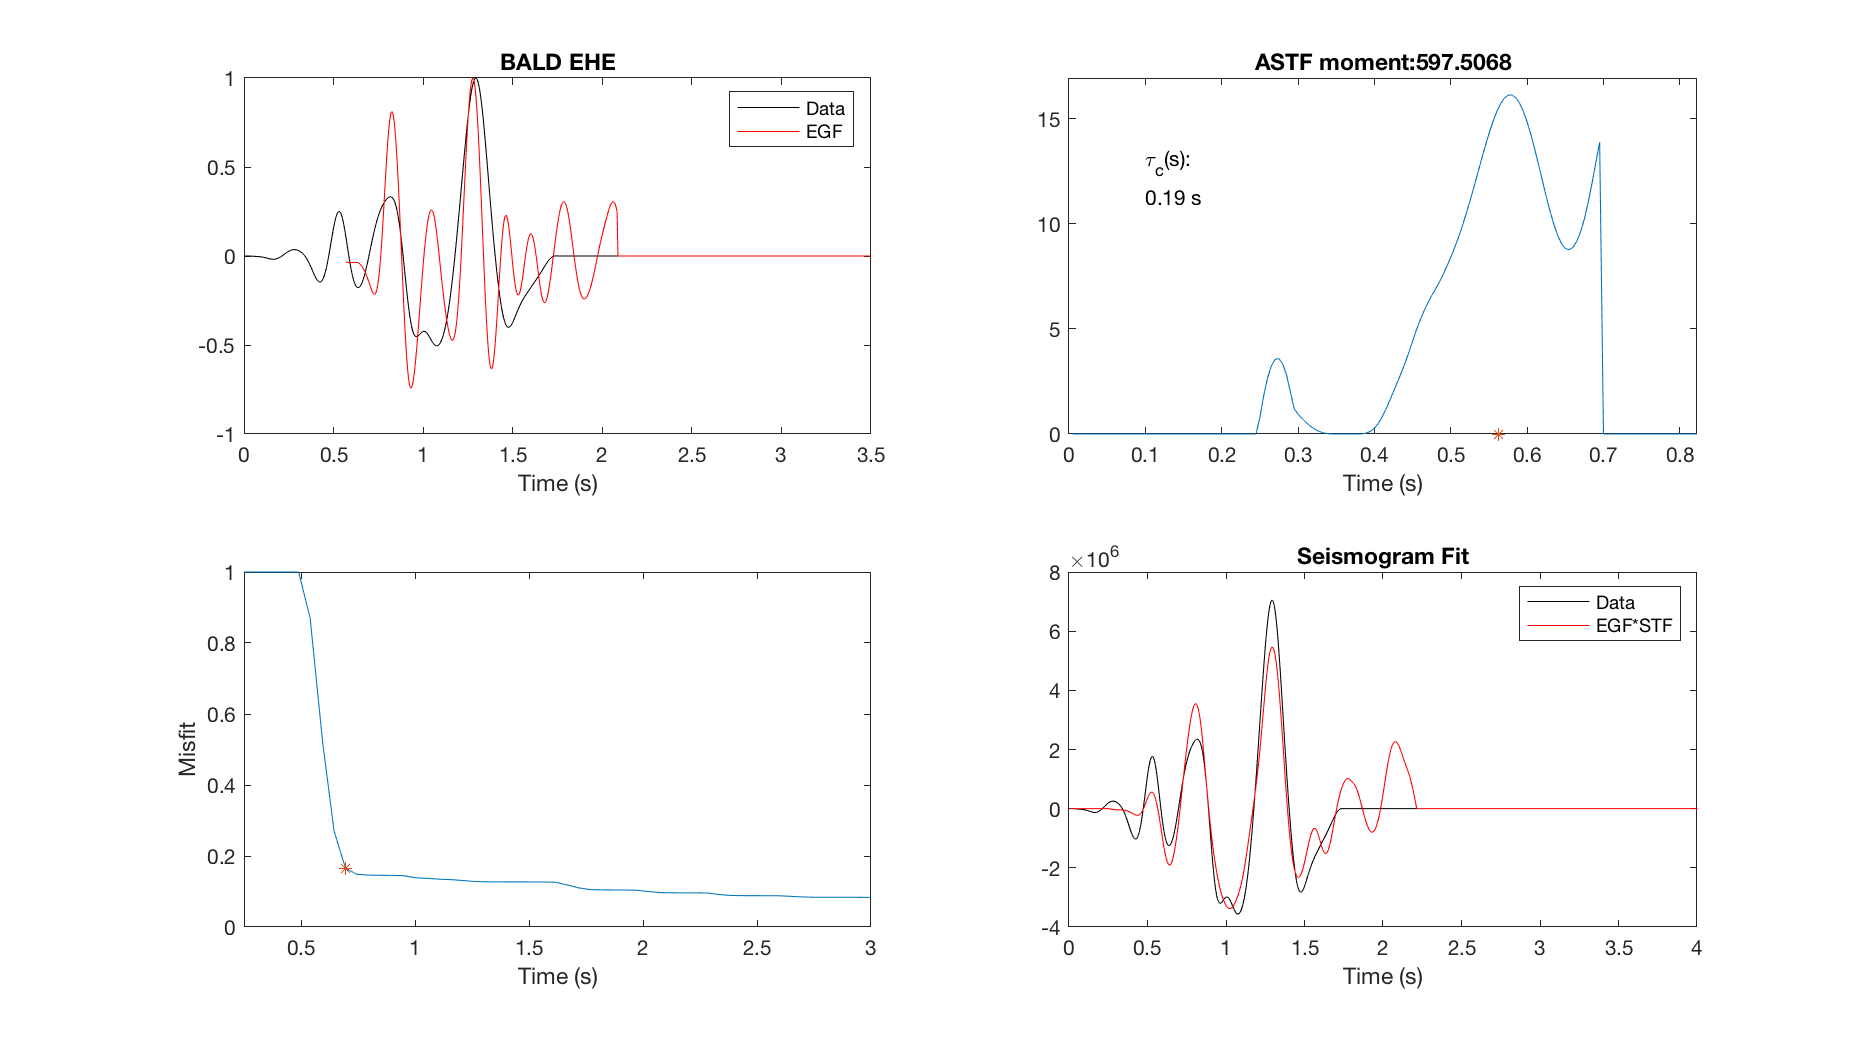 BALD EHE
1
0.5
0
-0.5
-1
0 0.5 1 1.5 2 2.5 3 3.5
Time (s)
Data
EGF
ASTF moment:597.5068
15
10
5
0
0 0.1 0.2 0.3 0.4 0.5 0.6 0.7 0.8
Time (s)
τc(s):
0.19 s
1
0.8
0.6
0.4
0.2
0
Misfit
0.5 1 1.5 2 2.5 3
Time (s)
Seismogram Fit
×10^6
8
6
4
2
0
-2
-4
0 0.5 1 1.5 2 2.5 3 3.5 4
Time (s)
Data
EGF*STF